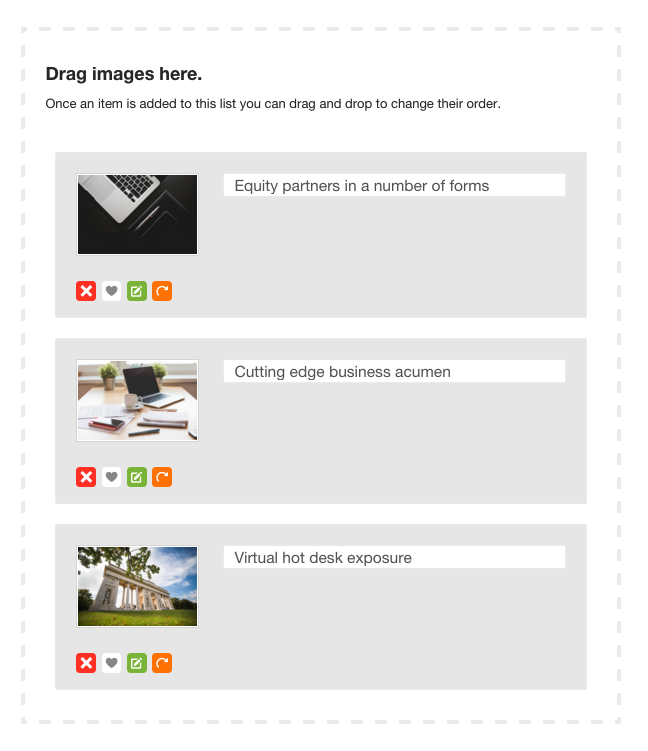 Drag images here.
Once an item is added to this list you can drag and drop to change their order.
Equity partners in a number of forms
Cutting edge business acumen
Virtual hot desk exposure